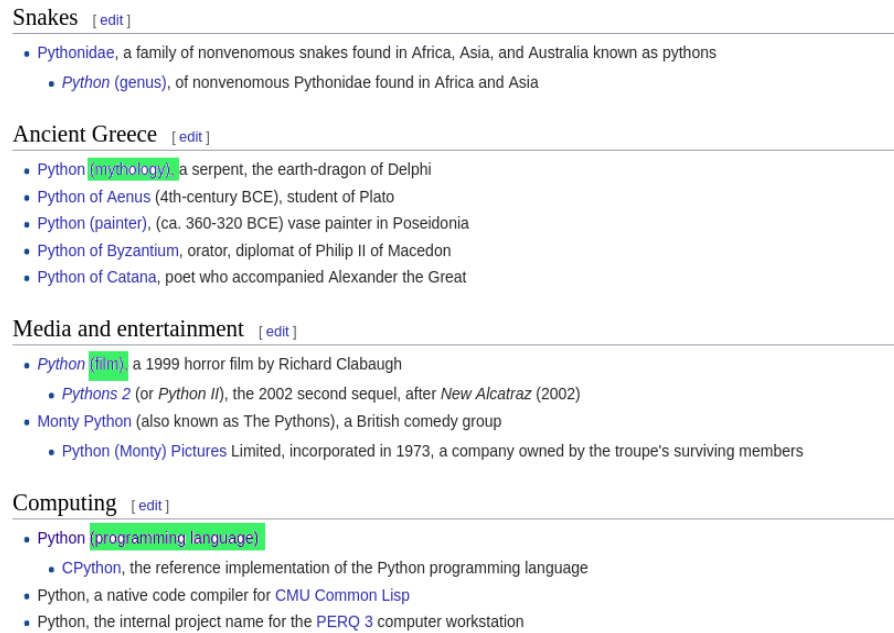 Snakes [ edit ]
Pythonidae, a family of nonvenomous snakes found in Africa, Asia, and Australia known as pythons
Python (genus), of nonvenomous Pythonidae found in Africa and Asia
Ancient Greece [ edit ]
Python (mythology), a serpent, the earth-dragon of Delphi
Python of Aenus (4th-century BCE), student of Plato
Python (painter), (ca. 360-320 BCE) vase painter in Poseidonia
Python of Byzantium, orator, diplomat of Philip II of Macedon
Python of Catana, poet who accompanied Alexander the Great
Media and entertainment [ edit ]
Python (film), a 1999 horror film by Richard Clabaugh
Pythons 2 (or Python II), the 2002 second sequel, after New Alcatraz (2002)
Monty Python (also known as The Pythons), a British comedy group
Python (Monty) Pictures Limited, incorporated in 1973, a company owned by the troupe's surviving members
Computing [ edit ]
Python (programming language)
CPython, the reference implementation of the Python programming language
Python, a native code compiler for CMU Common Lisp
Python, the internal project name for the PERQ 3 computer workstation